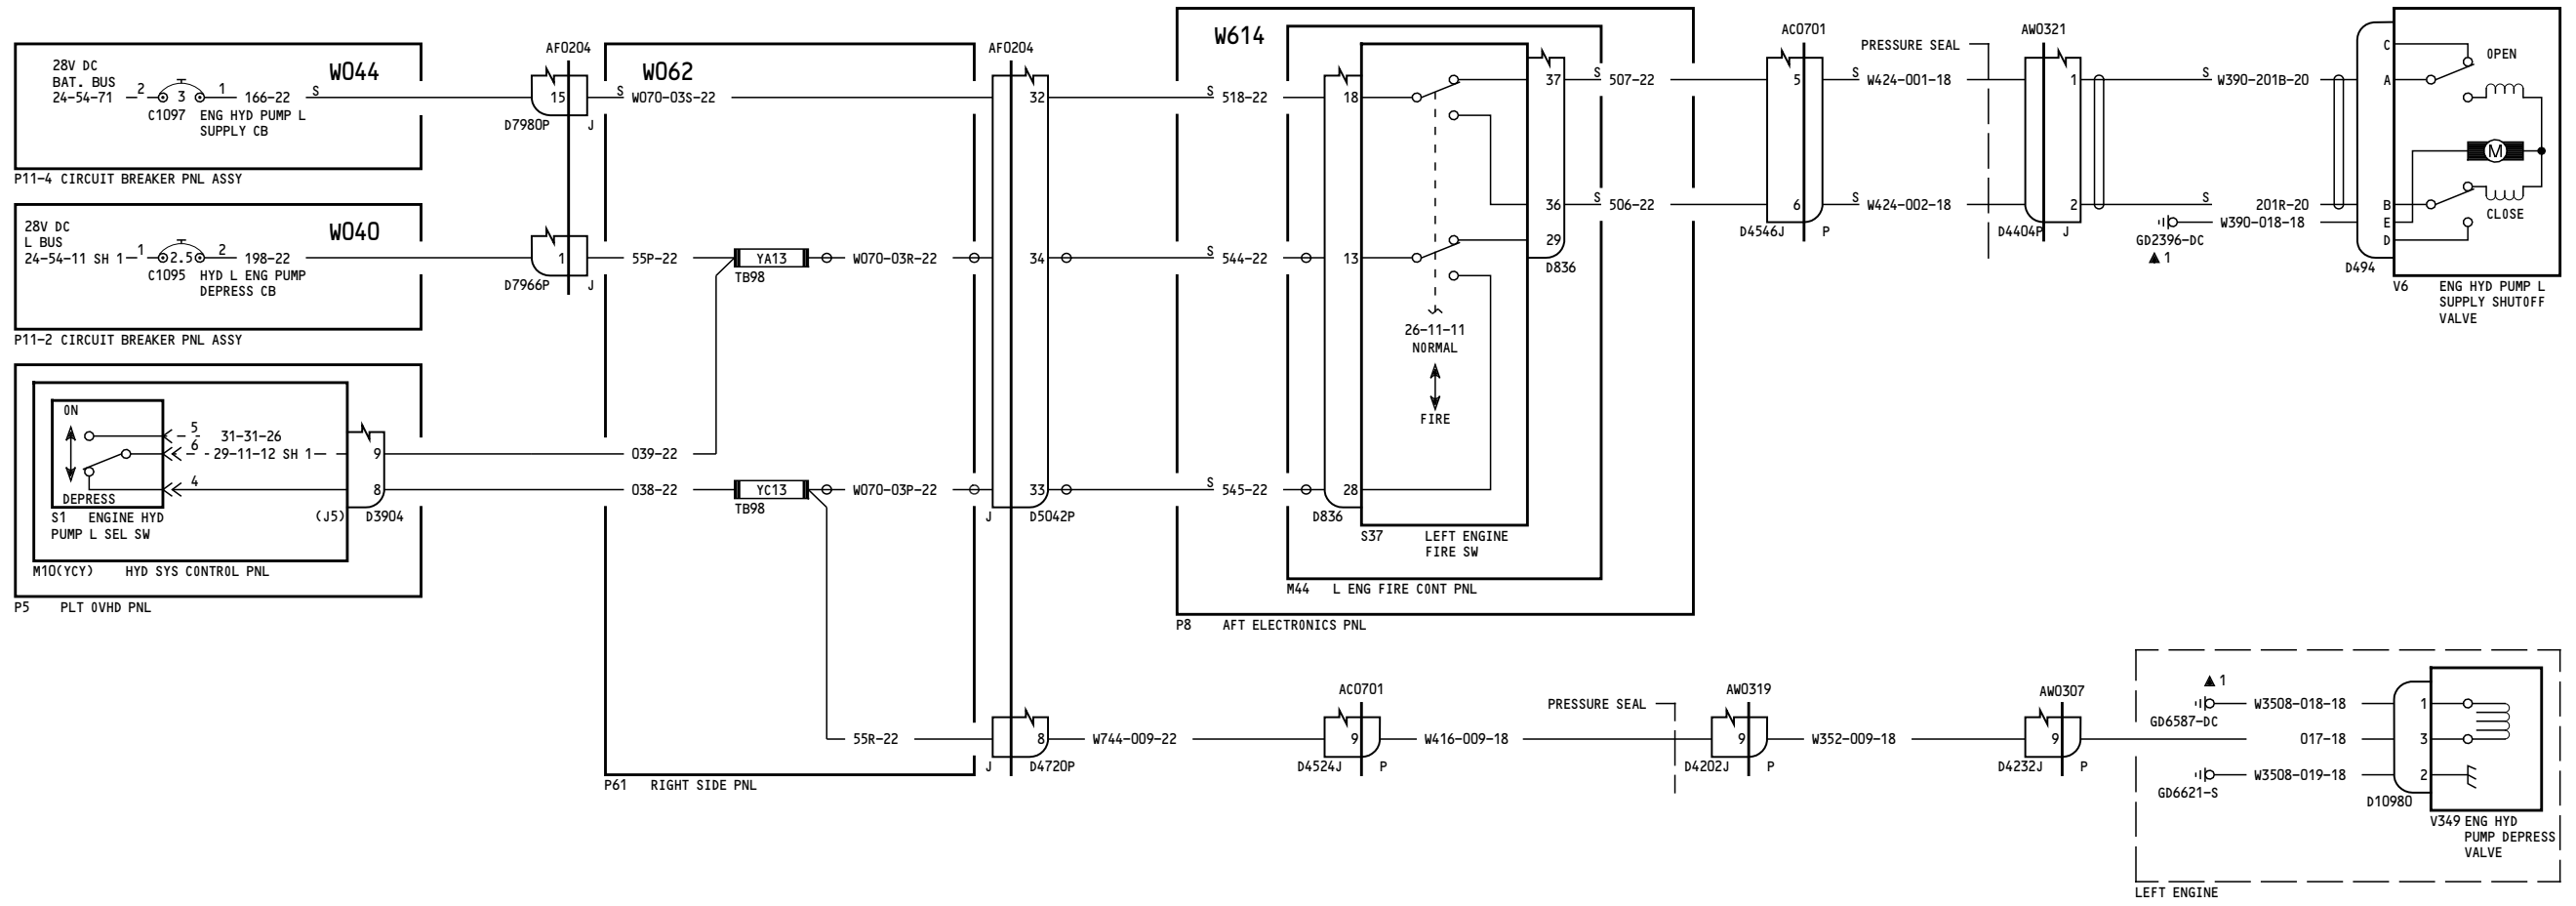 28V DC
BAT. BUS
24-54-71
2
3
1
166-22
S
W044
C1097
ENG HYD PUMP L
SUPPLY CB
P11-4 CIRCUIT BREAKER PNL ASSY
28V DC
L BUS
24-54-11 SH 1
1
2.5
2
198-22
W040
C1095
HYD L ENG PUMP
DEPRESS CB
P11-2 CIRCUIT BREAKER PNL ASSY
ON
DEPRESS
5
31-31-26
6
29-11-12 SH 1
4
9
8
S1 ENGINE HYD
PUMP L SEL SW
(J5)
D3904
M10(YCY) HYD SYS CONTROL PNL
P5 PLT OVHD PNL
AF0204
15
D7980P
J
1
D7966P
J
W062
S
W070-03S-22
55P-22
YA13
TB98
W070-03R-22
039-22
038-22
YC13
TB98
W070-03P-22
55R-22
P61 RIGHT SIDE PNL
AF0204
32
34
33
J
D5042P
8
J
D4720P
W614
S
518-22
S
544-22
S
545-22
18
13
28
D836
26-11-11
NORMAL
FIRE
S37 LEFT ENGINE
FIRE SW
37
36
29
D836
M44 L ENG FIRE CONT PNL
P8 AFT ELECTRONICS PNL
S
507-22
S
506-22
AC0701
5
6
D4546J
P
S
W424-001-18
S
W424-002-18
PRESSURE SEAL
AW0321
1
2
D4404P
J
S
W390-201B-20
S
201R-20
W390-018-18
GD2396-DC
1
C
A
B
E
D
D494
OPEN
M
CLOSE
V6 ENG HYD PUMP L
SUPPLY SHUTOFF
VALVE
W744-009-22
AC0701
9
D4524J
P
W416-009-18
PRESSURE SEAL
AW0319
9
D4202J
P
W352-009-18
AW0307
9
D4232J
P
1
GD6587-DC
W3508-018-18
017-18
W3508-019-18
GD6621-S
1
3
2
D10980
V349 ENG HYD
PUMP DEPRESS
VALVE
LEFT ENGINE